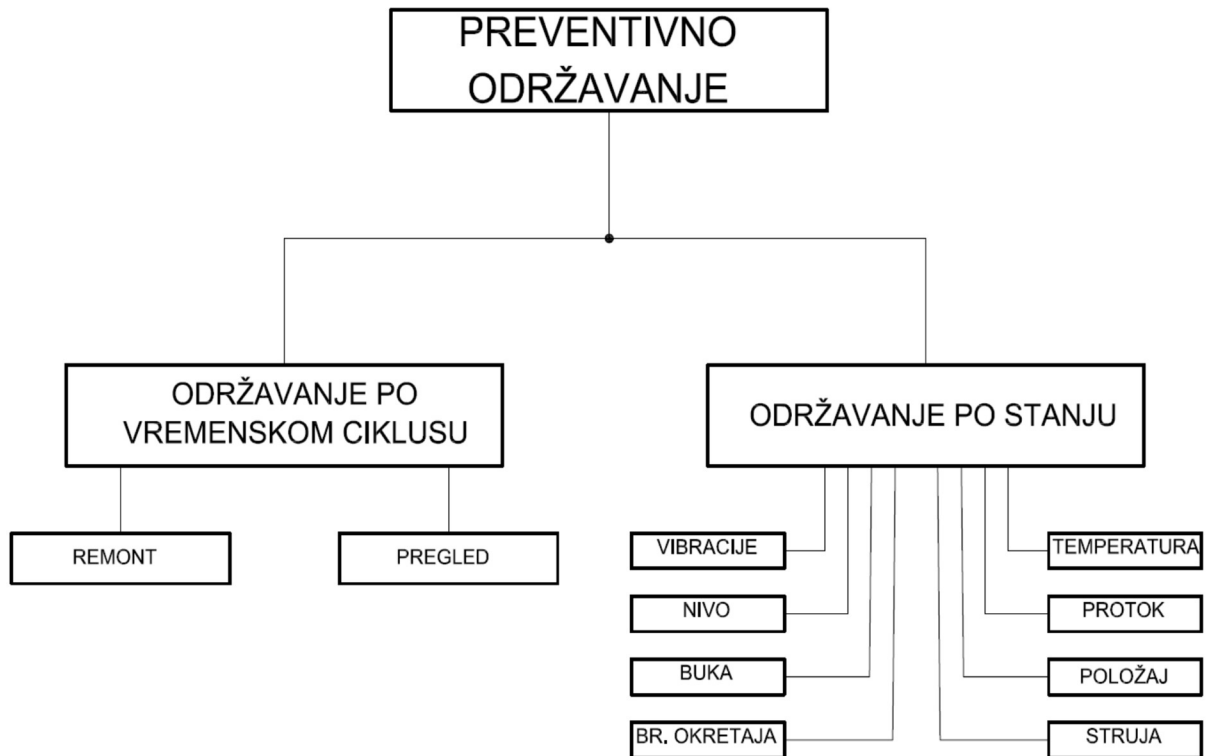 PREVENTIVNO
ODRŽAVANJE
ODRŽAVANJE PO
VREMENSKOM CIKLUSU
ODRŽAVANJE PO STANJU
REMONT
PREGLED
VIBRACIJE
TEMPERATURA
NIVO
PROTOK
BUKA
POLOŽAJ
BR. OKRETAJA
STRUJA